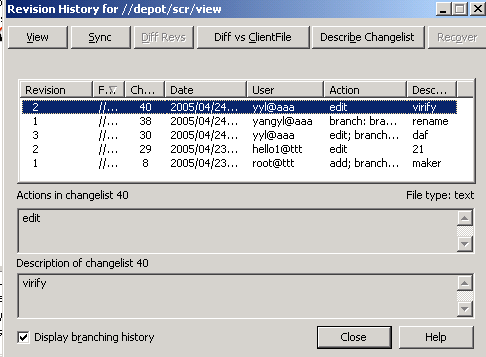 Revision History for //depot/scr/view
View Sync Diff Revs Diff vs ClientFile Describe Changelist Recover
Revision F... Ch... Date User Action Desc...
2 //... 40 2005/04/24... yyl@aaa edit virify
1 //... 38 2005/04/24... yangyl@aaa branch: bra... rename
3 //... 30 2005/04/24... yyl@aaa edit; branch... daf
2 //... 29 2005/04/23... hello1@ttt edit 21
1 //... 8 2005/04/23... root@ttt add; branch... maker
Actions in changelist 40 File type: text
edit
Description of changelist 40
virify
Display branching history Close Help